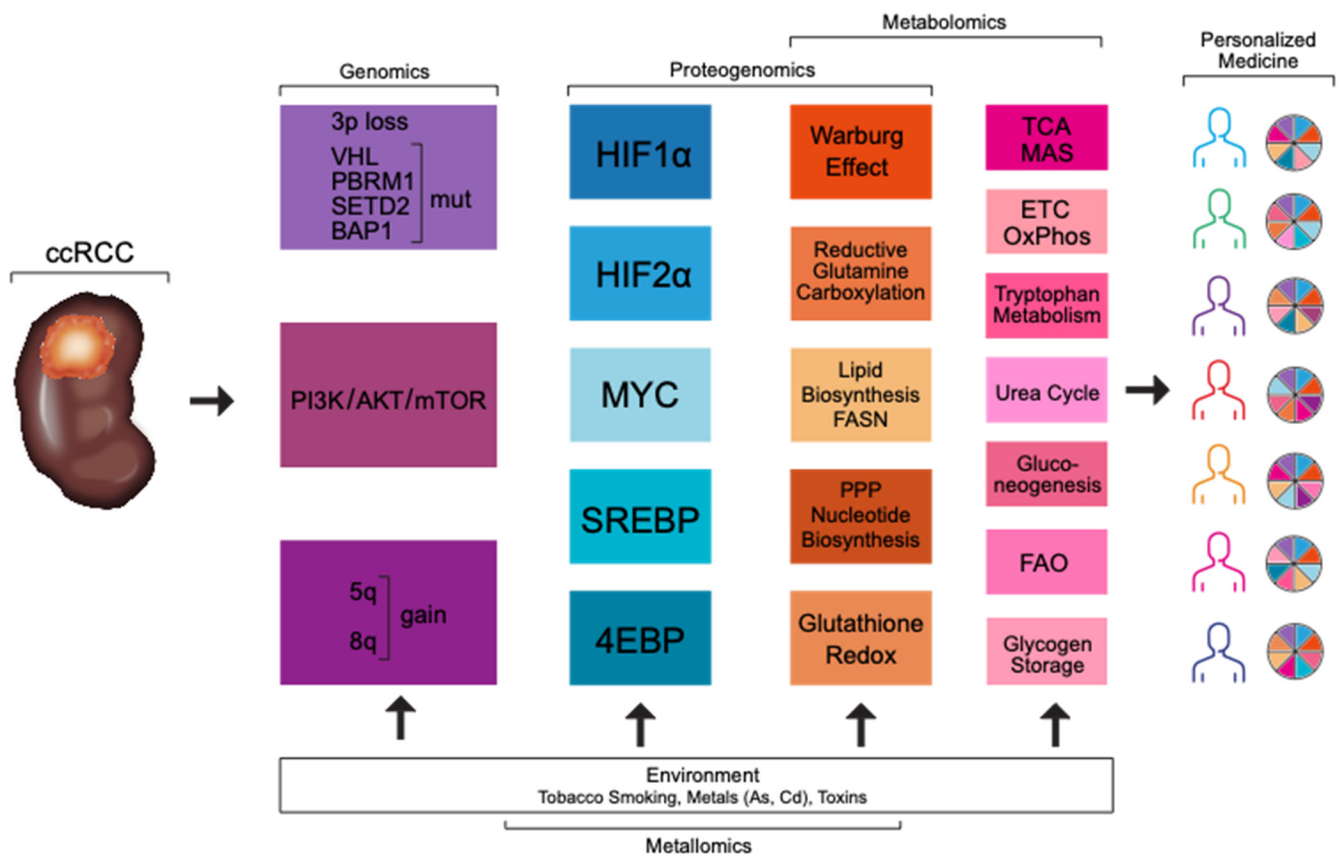 Metabolomics
Genomics
Proteogenomics
Personalized
Medicine
ccRCC
3p loss
VHL
PBRM1
SETD2
BAP1
mut
PI3K/AKT/mTOR
5q
8q
gain
HIF1α
HIF2α
MYC
SREBP
4EBP
Warburg
Effect
Reductive
Glutamine
Carboxylation
Lipid
Biosynthesis
FASN
PPP
Nucleotide
Biosynthesis
Glutathione
Redox
TCA
MAS
ETC
OxPhos
Tryptophan
Metabolism
Urea Cycle
Gluco-
neogenesis
FAO
Glycogen
Storage
Environment
Tobacco Smoking, Metals (As, Cd), Toxins
Metallomics